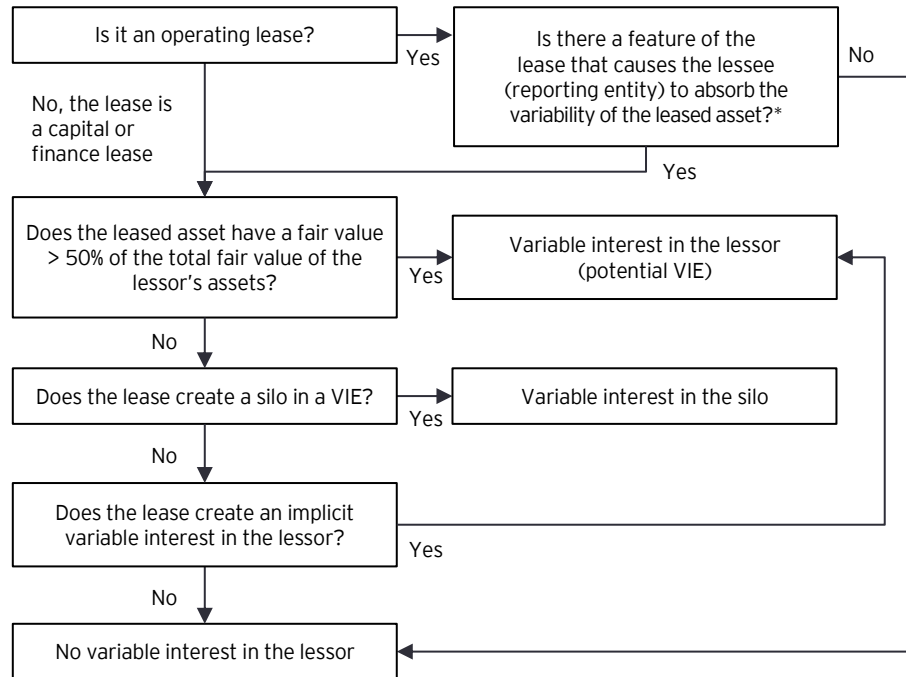 Is it an operating lease?
Yes
Is there a feature of the
lease that causes the lessee
(reporting entity) to absorb the
variability of the leased asset?*
No
No, the lease is
a capital or
finance lease
Yes
Does the leased asset have a fair value
> 50% of the total fair value of the
lessor's assets?
Yes
Variable interest in the lessor
(potential VIE)
No
Does the lease create a silo in a VIE?
Yes
Variable interest in the silo
No
Does the lease create an implicit
variable interest in the lessor?
Yes
No
No variable interest in the lessor